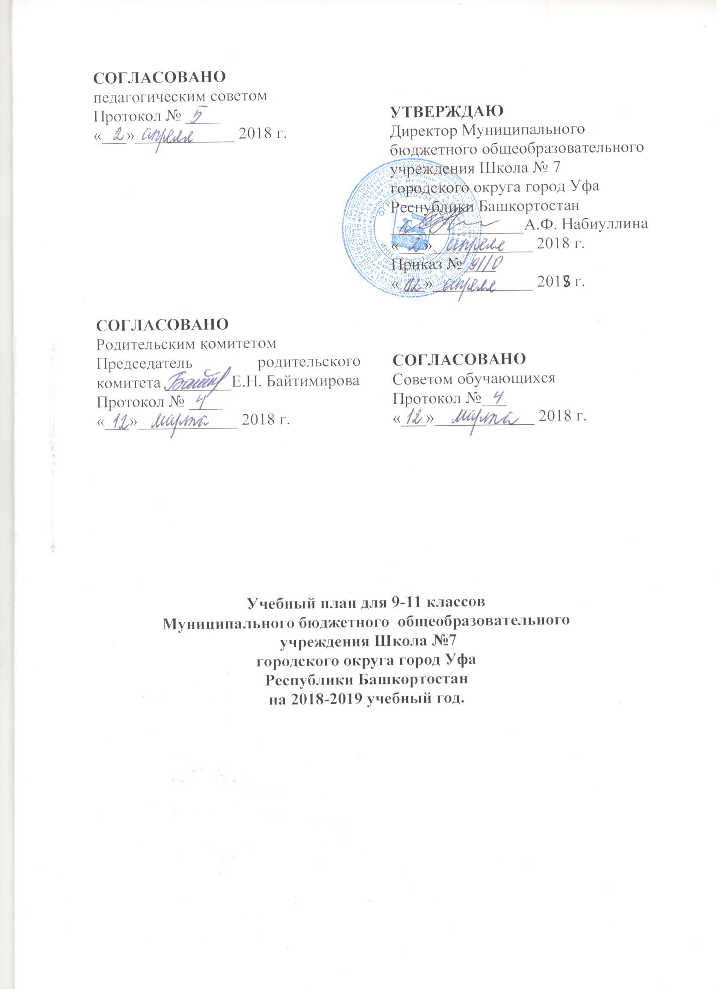 СОГЛАСОВАНО
педагогическим советом
Протокол № 5
«2» апреля 2018 г.
УТВЕРЖДАЮ
Директор Муниципального
бюджетного общеобразовательного
учреждения Школа № 7
городского округа город Уфа
Республики Башкортостан
А.Ф. Набиуллина
«2» апреля 2018 г.
Приказ № 91/0
«02» апреля 2018 г.
ИНН 0278037853
СОГЛАСОВАНО
Родительским комитетом
Председатель родительского
комитета Е.Н. Байтимирова
Протокол № 4
«12» марта 2018 г.
СОГЛАСОВАНО
Советом обучающихся
Протокол № 4
«12» марта 2018 г.
Учебный план для 9-11 классов
Муниципального бюджетного общеобразовательного
учреждения Школа №7
городского округа город Уфа
Республики Башкортостан
на 2018-2019 учебный год.